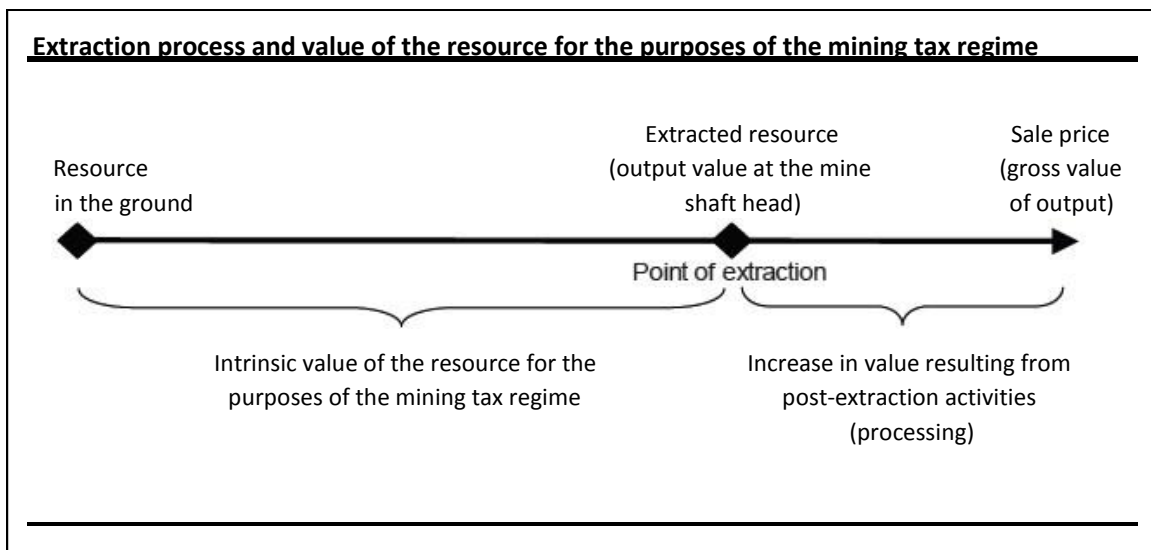 Extraction process and value of the resource for the purposes of the mining tax regime
Resource
in the ground
Extracted resource
(output value at the mine
shaft head)
Sale price
(gross value
of output)
Point of extraction
Intrinsic value of the resource for the
purposes of the mining tax regime
Increase in value resulting from
post-extraction activities
(processing)